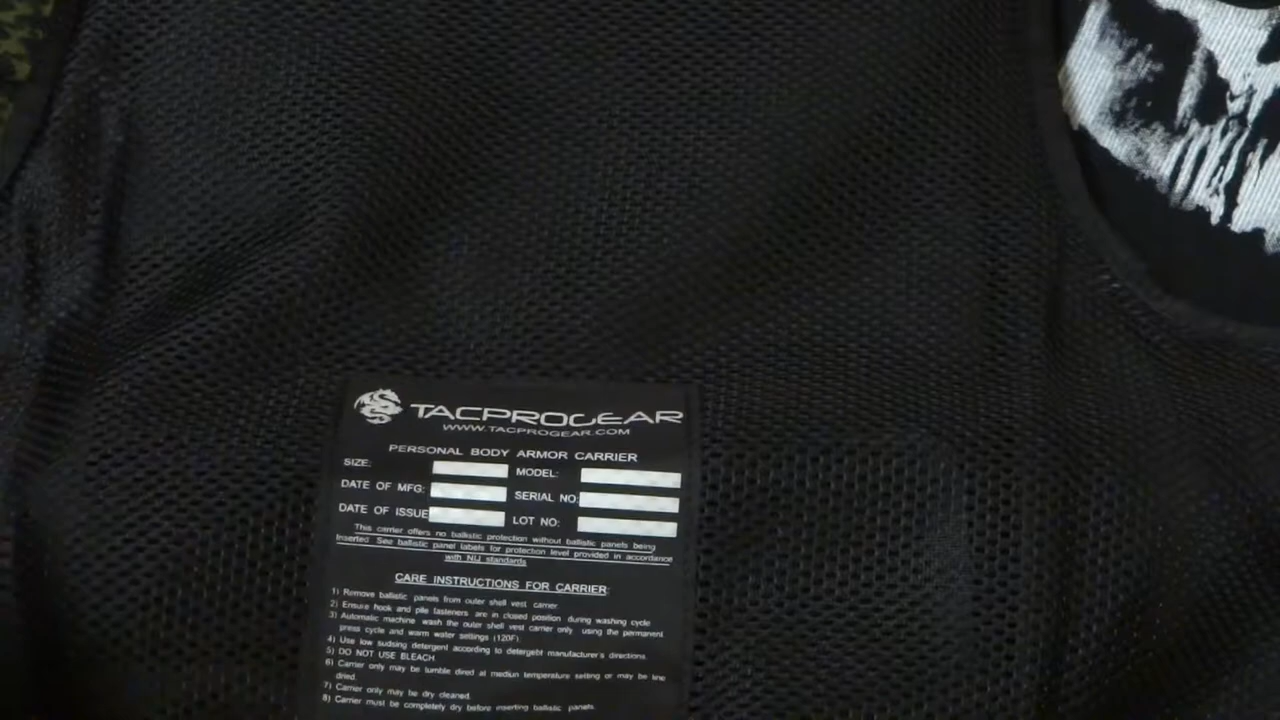 TACPROGEAR
WWW.TACPROGEAR.COM
PERSONAL BODY ARMOR CARRIER
SIZE: MODEL:
DATE OF MFG: SERIAL NO:
DATE OF ISSUE LOT NO:
This carrier offers no ballistic protection without ballistic panels being
Inserted. See ballistic panel labels for protection level provided in accordance
with NIJ standards
CARE INSTRUCTIONS FOR CARRIER:
1) Remove ballistic panels from outer shell vest carrier
2) Ensure hook and pile fasteners are in closed position during washing cycle
3) Automatic machine wash the outer shell vest carrier only using the permanent
press cycle and warm water settings (120F).
4) Use low sudsing detergent according to detergebt manufacturer's directions.
5) DO NOT USE BLEACH
6) Carrier only may be tumble dired at mediun temperature setting or may be line
dried.
7) Carrier only may be dry cleaned.
8) Carrier must be completely dry before inserting ballistic panels.